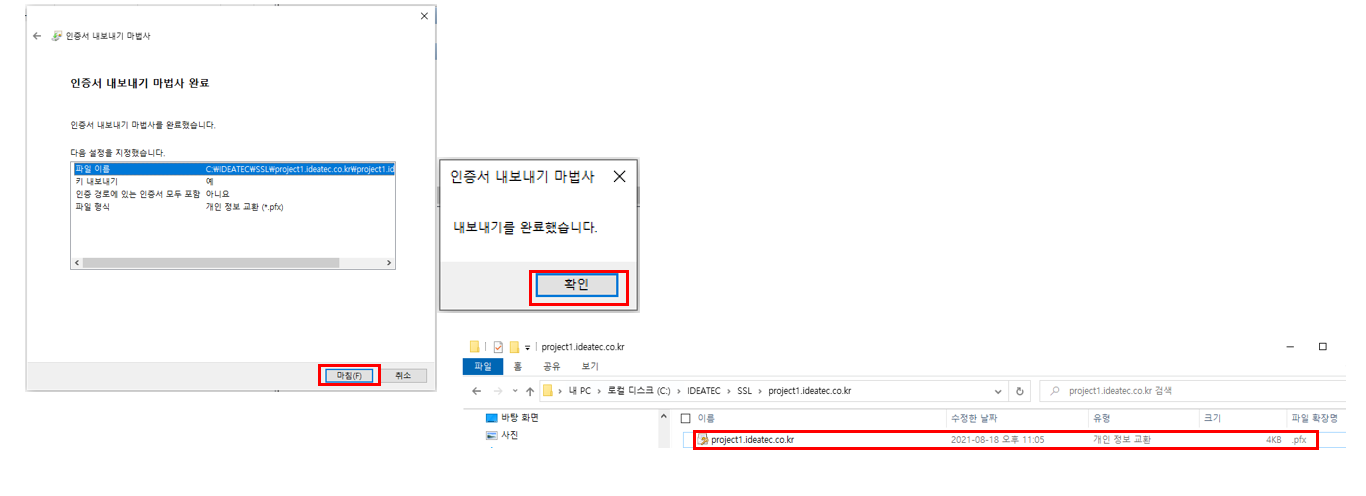 인증서 내보내기 마법사
인증서 내보내기 마법사 완료
인증서 내보내기 마법사를 완료했습니다.
다음 설정을 지정했습니다.
파일 이름 C:₩IDEATEC₩SSL₩project1.ideatec.co.kr₩project1.id
키 내보내기 예
인증 경로에 있는 인증서 모두 포함 아니요
파일 형식 개인 정보 교환 (*.pfx)
마침(F) 취소
인증서 내보내기 마법사
내보내기를 완료했습니다.
확인
project1.ideatec.co.kr
파일 홈 공유 보기
내 PC > 로컬 디스크 (C:) > IDEATEC > SSL > project1.ideatec.co.kr
project1.ideatec.co.kr 검색
바탕 화면
사진
이름 수정한 날짜 유형 크기 파일 확장명
project1.ideatec.co.kr 2021-08-18 오후 11:05 개인 정보 교환 4KB .pfx